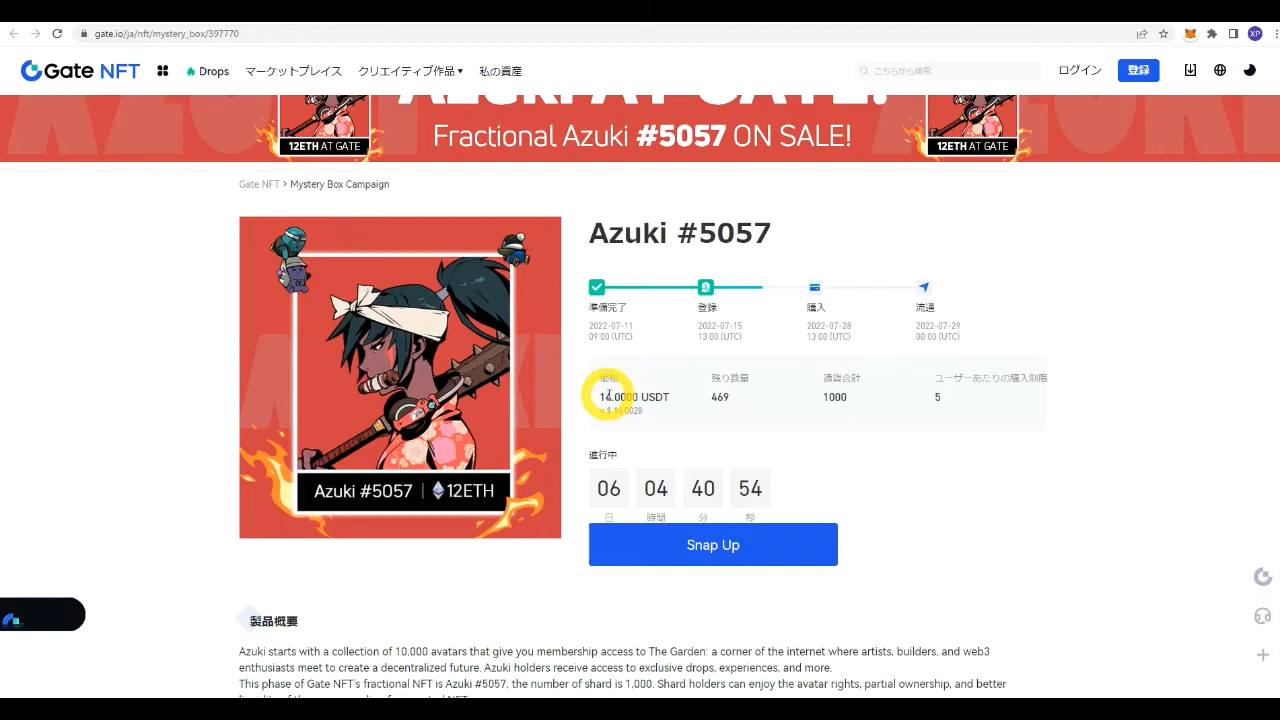 gate.io/ja/nft/mystery_box/397770
XP
Gate NFT
Drops
マーケットプレイス
クリエイティブ作品
私の資産
こちらから検索
ログイン
登録
AZUKI AT GATE!
Fractional Azuki #5057 ON SALE!
12ETH AT GATE
12ETH AT GATE
Gate NFT > Mystery Box Campaign
Azuki #5057
Azuki #5057 | 12ETH
準備完了
登録
購入
流通
2022-07-11
09:00 (UTC)
2022-07-15
13:00 (UTC)
2022-07-28
13:00 (UTC)
2022-07-29
00:00 (UTC)
価格
残り数量
通貨合計
ユーザーあたりの購入制限
14.0000 USDT
469
1000
5
≈ $ 14.0028
進行中
06
04
40
54
日
時間
分
秒
Snap Up
製品概要
Azuki starts with a collection of 10,000 avatars that give you membership access to The Garden: a corner of the internet where artists, builders, and web3
enthusiasts meet to create a decentralized future. Azuki holders receive access to exclusive drops, experiences, and more.
This phase of Gate NFT's fractional NFT is Azuki #5057, the number of shard is 1,000. Shard holders can enjoy the avatar rights, partial ownership, and better